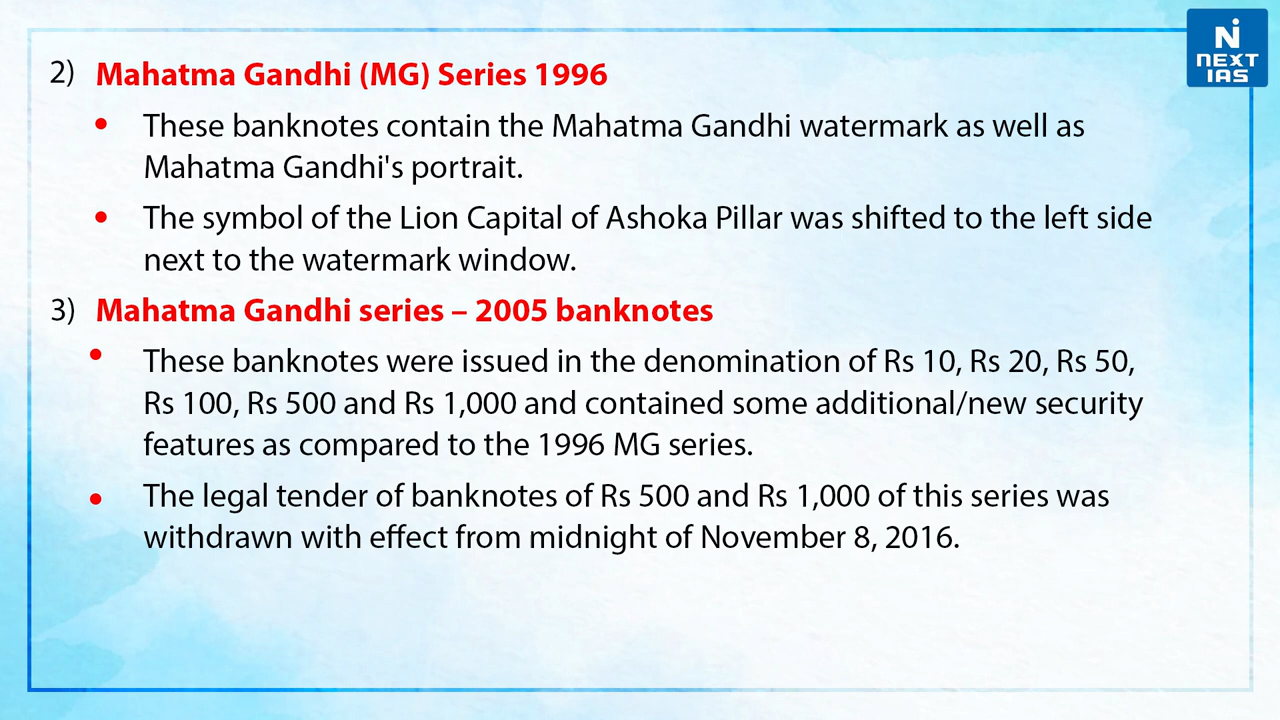 NEXT
IAS
2) Mahatma Gandhi (MG) Series 1996
• These banknotes contain the Mahatma Gandhi watermark as well as
Mahatma Gandhi's portrait.
• The symbol of the Lion Capital of Ashoka Pillar was shifted to the left side
next to the watermark window.
3) Mahatma Gandhi series – 2005 banknotes
• These banknotes were issued in the denomination of Rs 10, Rs 20, Rs 50,
Rs 100, Rs 500 and Rs 1,000 and contained some additional/new security
features as compared to the 1996 MG series.
• The legal tender of banknotes of Rs 500 and Rs 1,000 of this series was
withdrawn with effect from midnight of November 8, 2016.